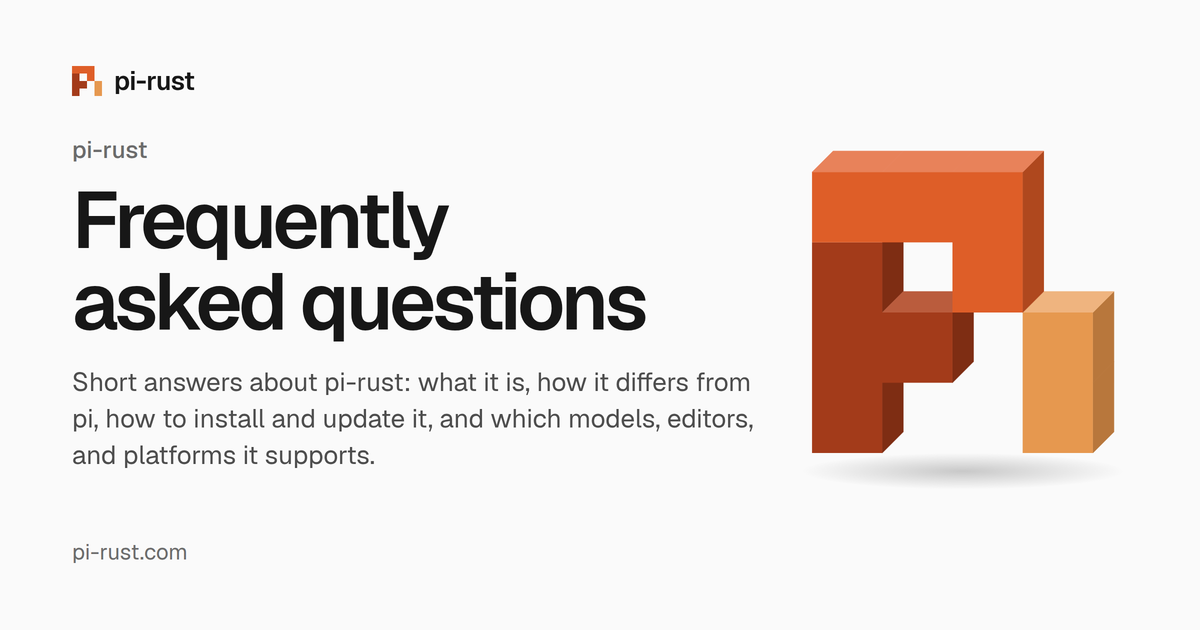 pi-rust
pi-rust
Frequently
asked questions
Short answers about pi-rust: what it is, how it differs from
pi, how to install and update it, and which models, editors,
and platforms it supports.
pi-rust.com